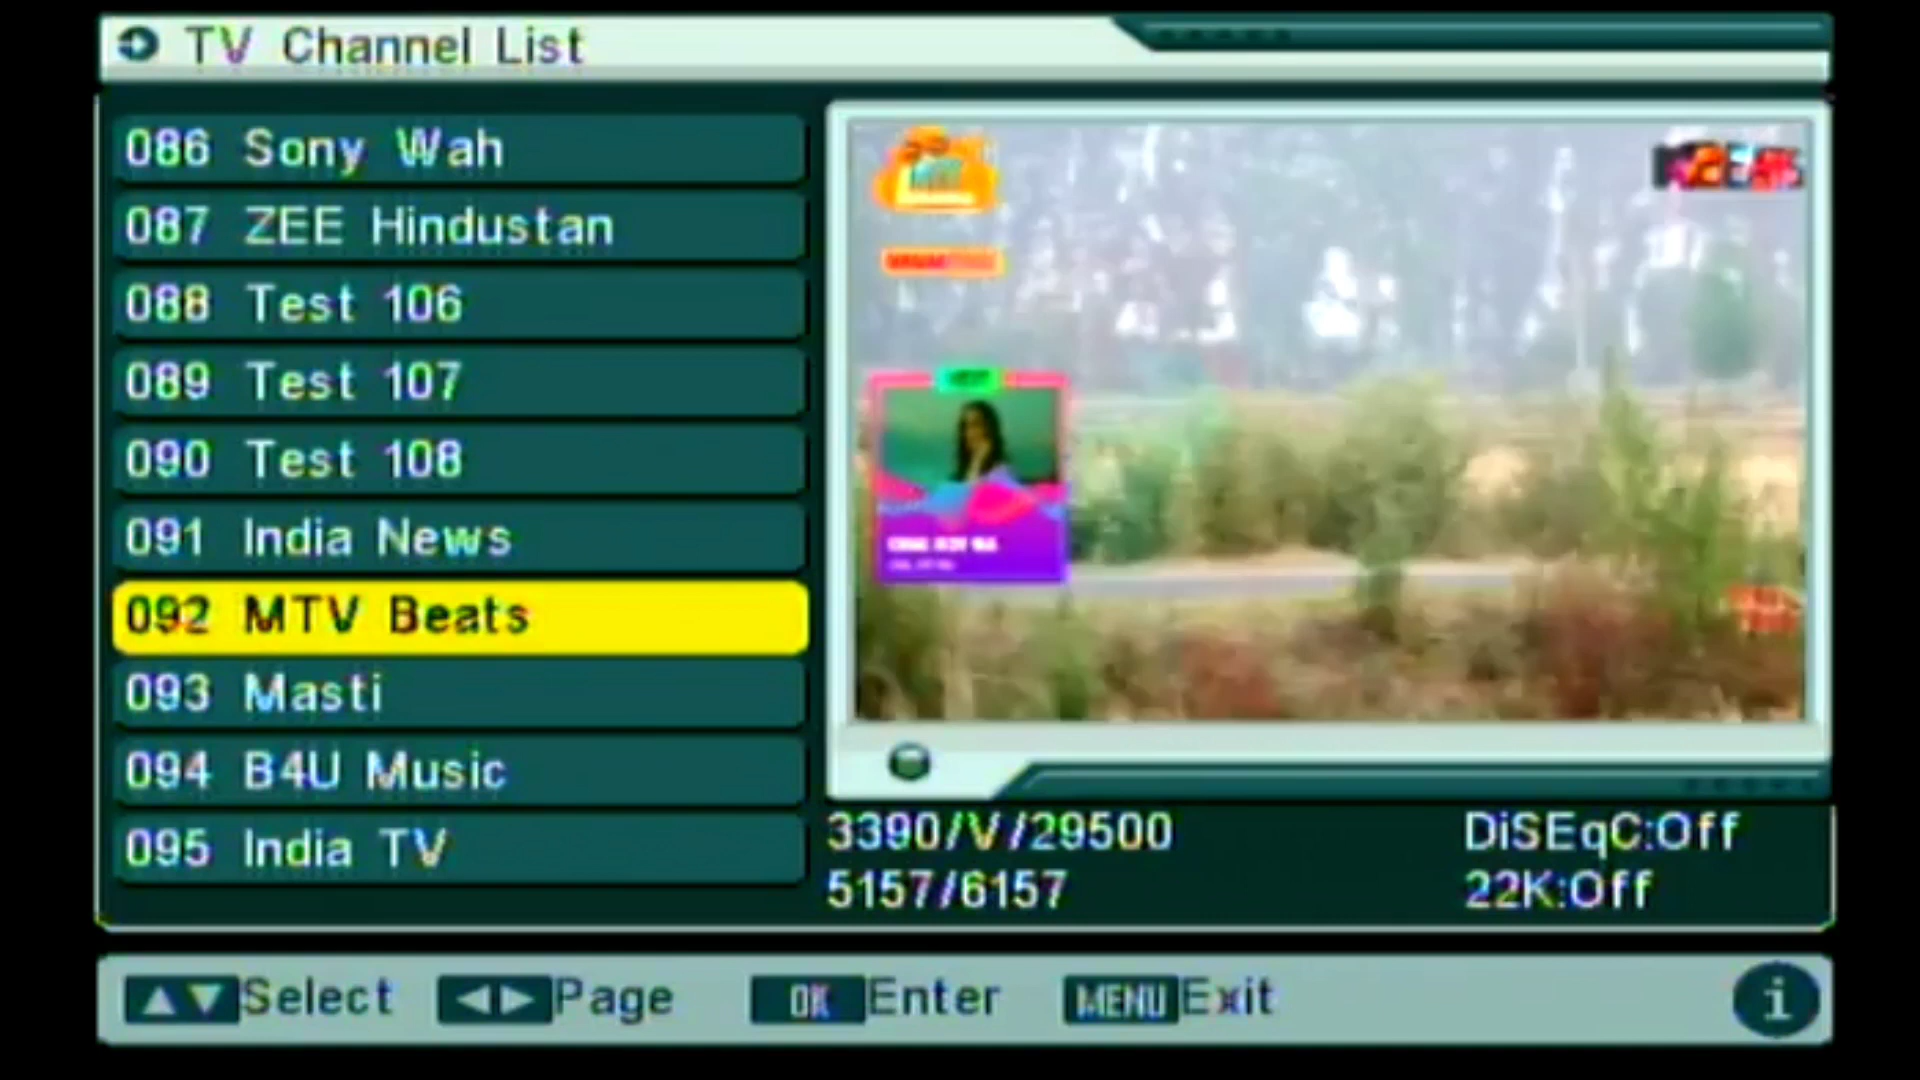 TV Channel List
086 Sony Wah
087 ZEE Hindustan
088 Test 106
089 Test 107
090 Test 108
091 India News
092 MTV Beats
093 Masti
094 B4U Music
095 India TV
3390/V/29500
DiSEqC:Off
5157/6157
22K:Off
Select
Page
OK Enter
MENU Exit
i